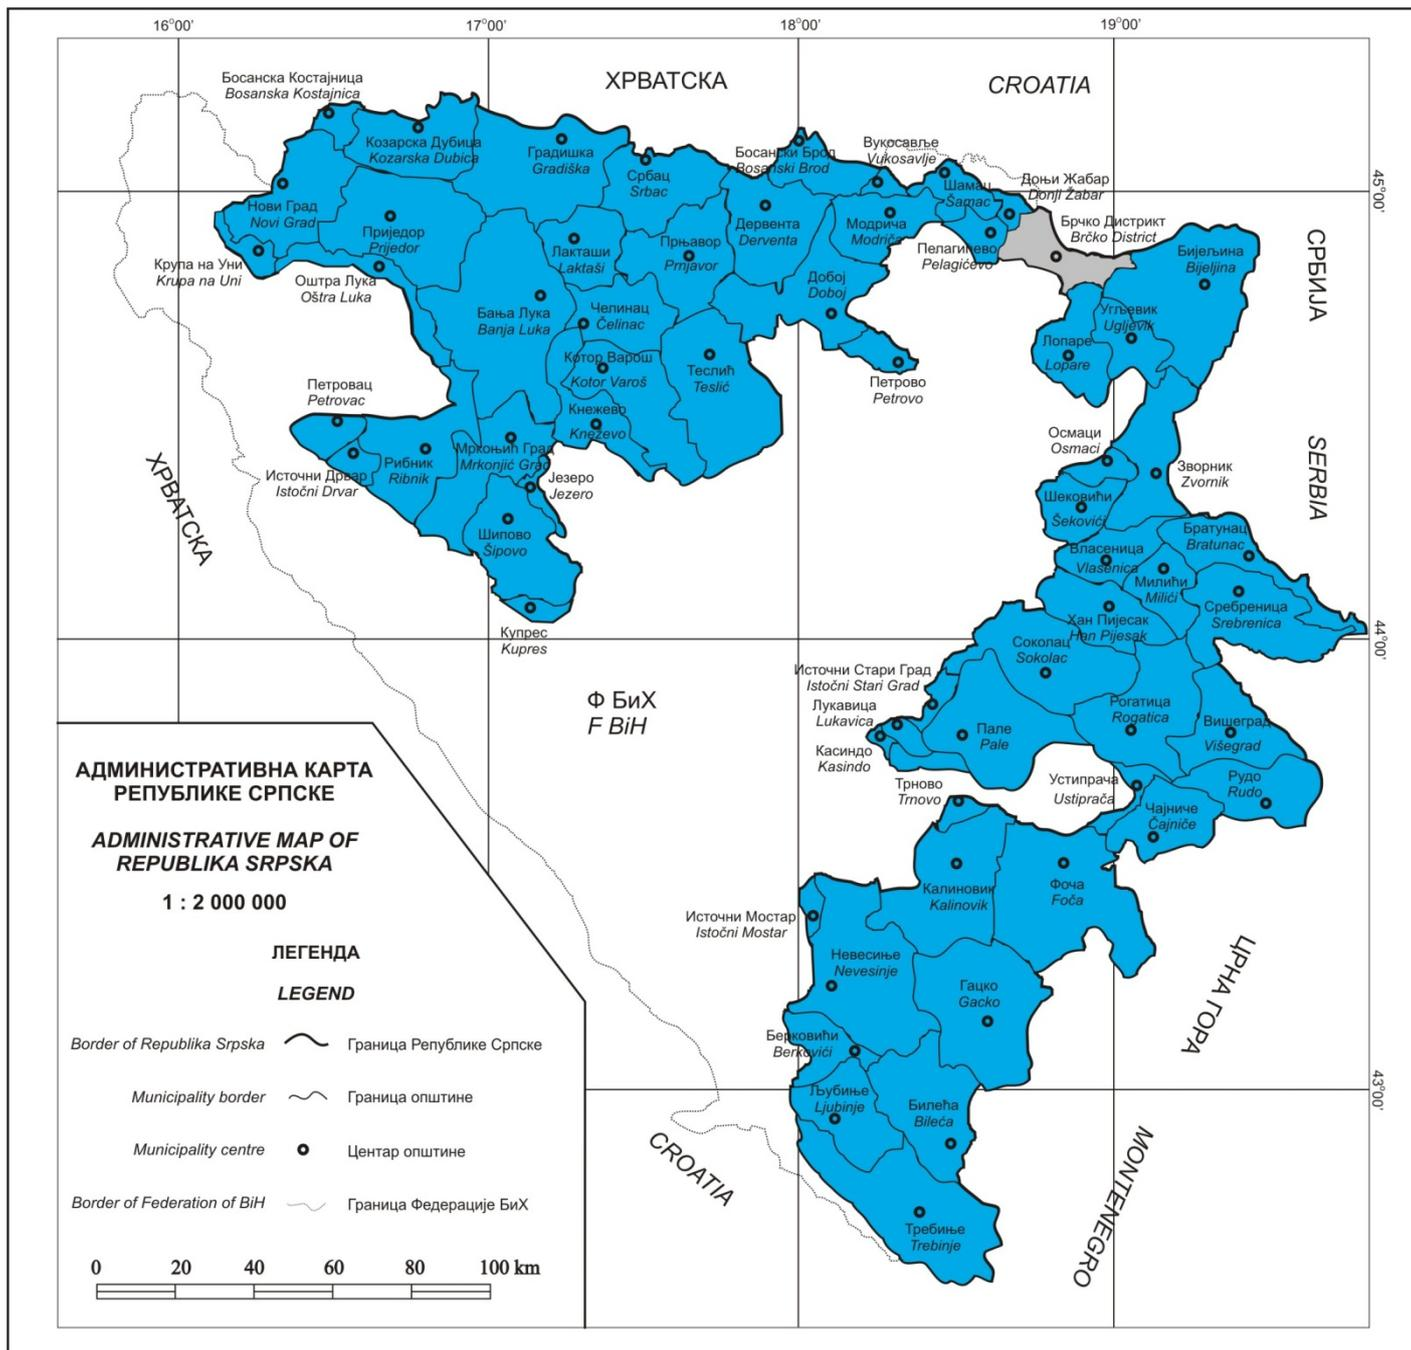 16°00'
17°00'
18°00'
19°00'
ХРВАТСКА
CROATIA
Босанска Костајница
Bosanska Kostajnica
Козарска Дубица
Kozarska Dubica
Градишка
Gradiška
Србац
Srbac
Босански Брод
Bosanski Brod
Вукосавље
Vukosavlje
Шамац
Šamac
Доњи Жабар
Donji Žabar
45°00'
Нови Град
Novi Grad
Приједор
Prijedor
Лакташи
Laktaši
Прњавор
Prnjavor
Дервента
Derventa
Модрича
Modriča
Пелагићево
Pelagićevo
Брчко Дистрикт
Brčko District
Бијељина
Bijeljina
СРБИЈА
Крупа на Уни
Krupa na Uni
Оштра Лука
Oštra Luka
Бања Лука
Banja Luka
Челинац
Čelinac
Добој
Doboj
Угљевик
Ugljevik
Лопаре
Lopare
Котор Варош
Kotor Varoš
Теслић
Teslić
Петрово
Petrovo
Петровац
Petrovac
Кнежево
Knezevo
Осмаци
Osmaci
Зворник
Zvornik
SERBIA
Источни Дрвар
Istočni Drvar
Рибник
Ribnik
Мркоњић Град
Mrkonjić Grad
Језеро
Jezero
ХРВАТСКА
Шипово
Šipovo
Шековићи
Šekovići
Братунац
Bratunac
Власеница
Vlasenica
Милићи
Milići
Сребреница
Srebrenica
Купрес
Kupres
Хан Пијесак
Han Pijesak
Соколац
Sokolac
44°00'
Ф БиХ
F BiH
Источни Стари Град
Istočni Stari Grad
Лукавица
Lukavica
Касиндо
Kasindo
Пале
Pale
Рогатица
Rogatica
Вишеград
Višegrad
Трново
Trnovo
Устипрача
Ustiprača
Рудо
Rudo
Чајниче
Čajniče
Калиновик
Kalinovik
Фоча
Foča
Источни Мостар
Istočni Mostar
Невесиње
Nevesinje
Гацко
Gacko
ЦРНА ГОРА
Берковићи
Berkovići
Љубиње
Ljubinje
Билећа
Bileća
43°00'
CROATIA
MONTENEGRO
Требиње
Trebinje
АДМИНИСТРАТИВНА КАРТА
РЕПУБЛИКЕ СРПСКЕ
ADMINISTRATIVE MAP OF
REPUBLIKA SRPSKA
1 : 2 000 000
ЛЕГЕНДА
LEGEND
Border of Republika Srpska Граница Републике Српске
Municipality border Граница општине
Municipality centre Центар општине
Border of Federation of BiH Граница Федерације БиХ
0 20 40 60 80 100 km